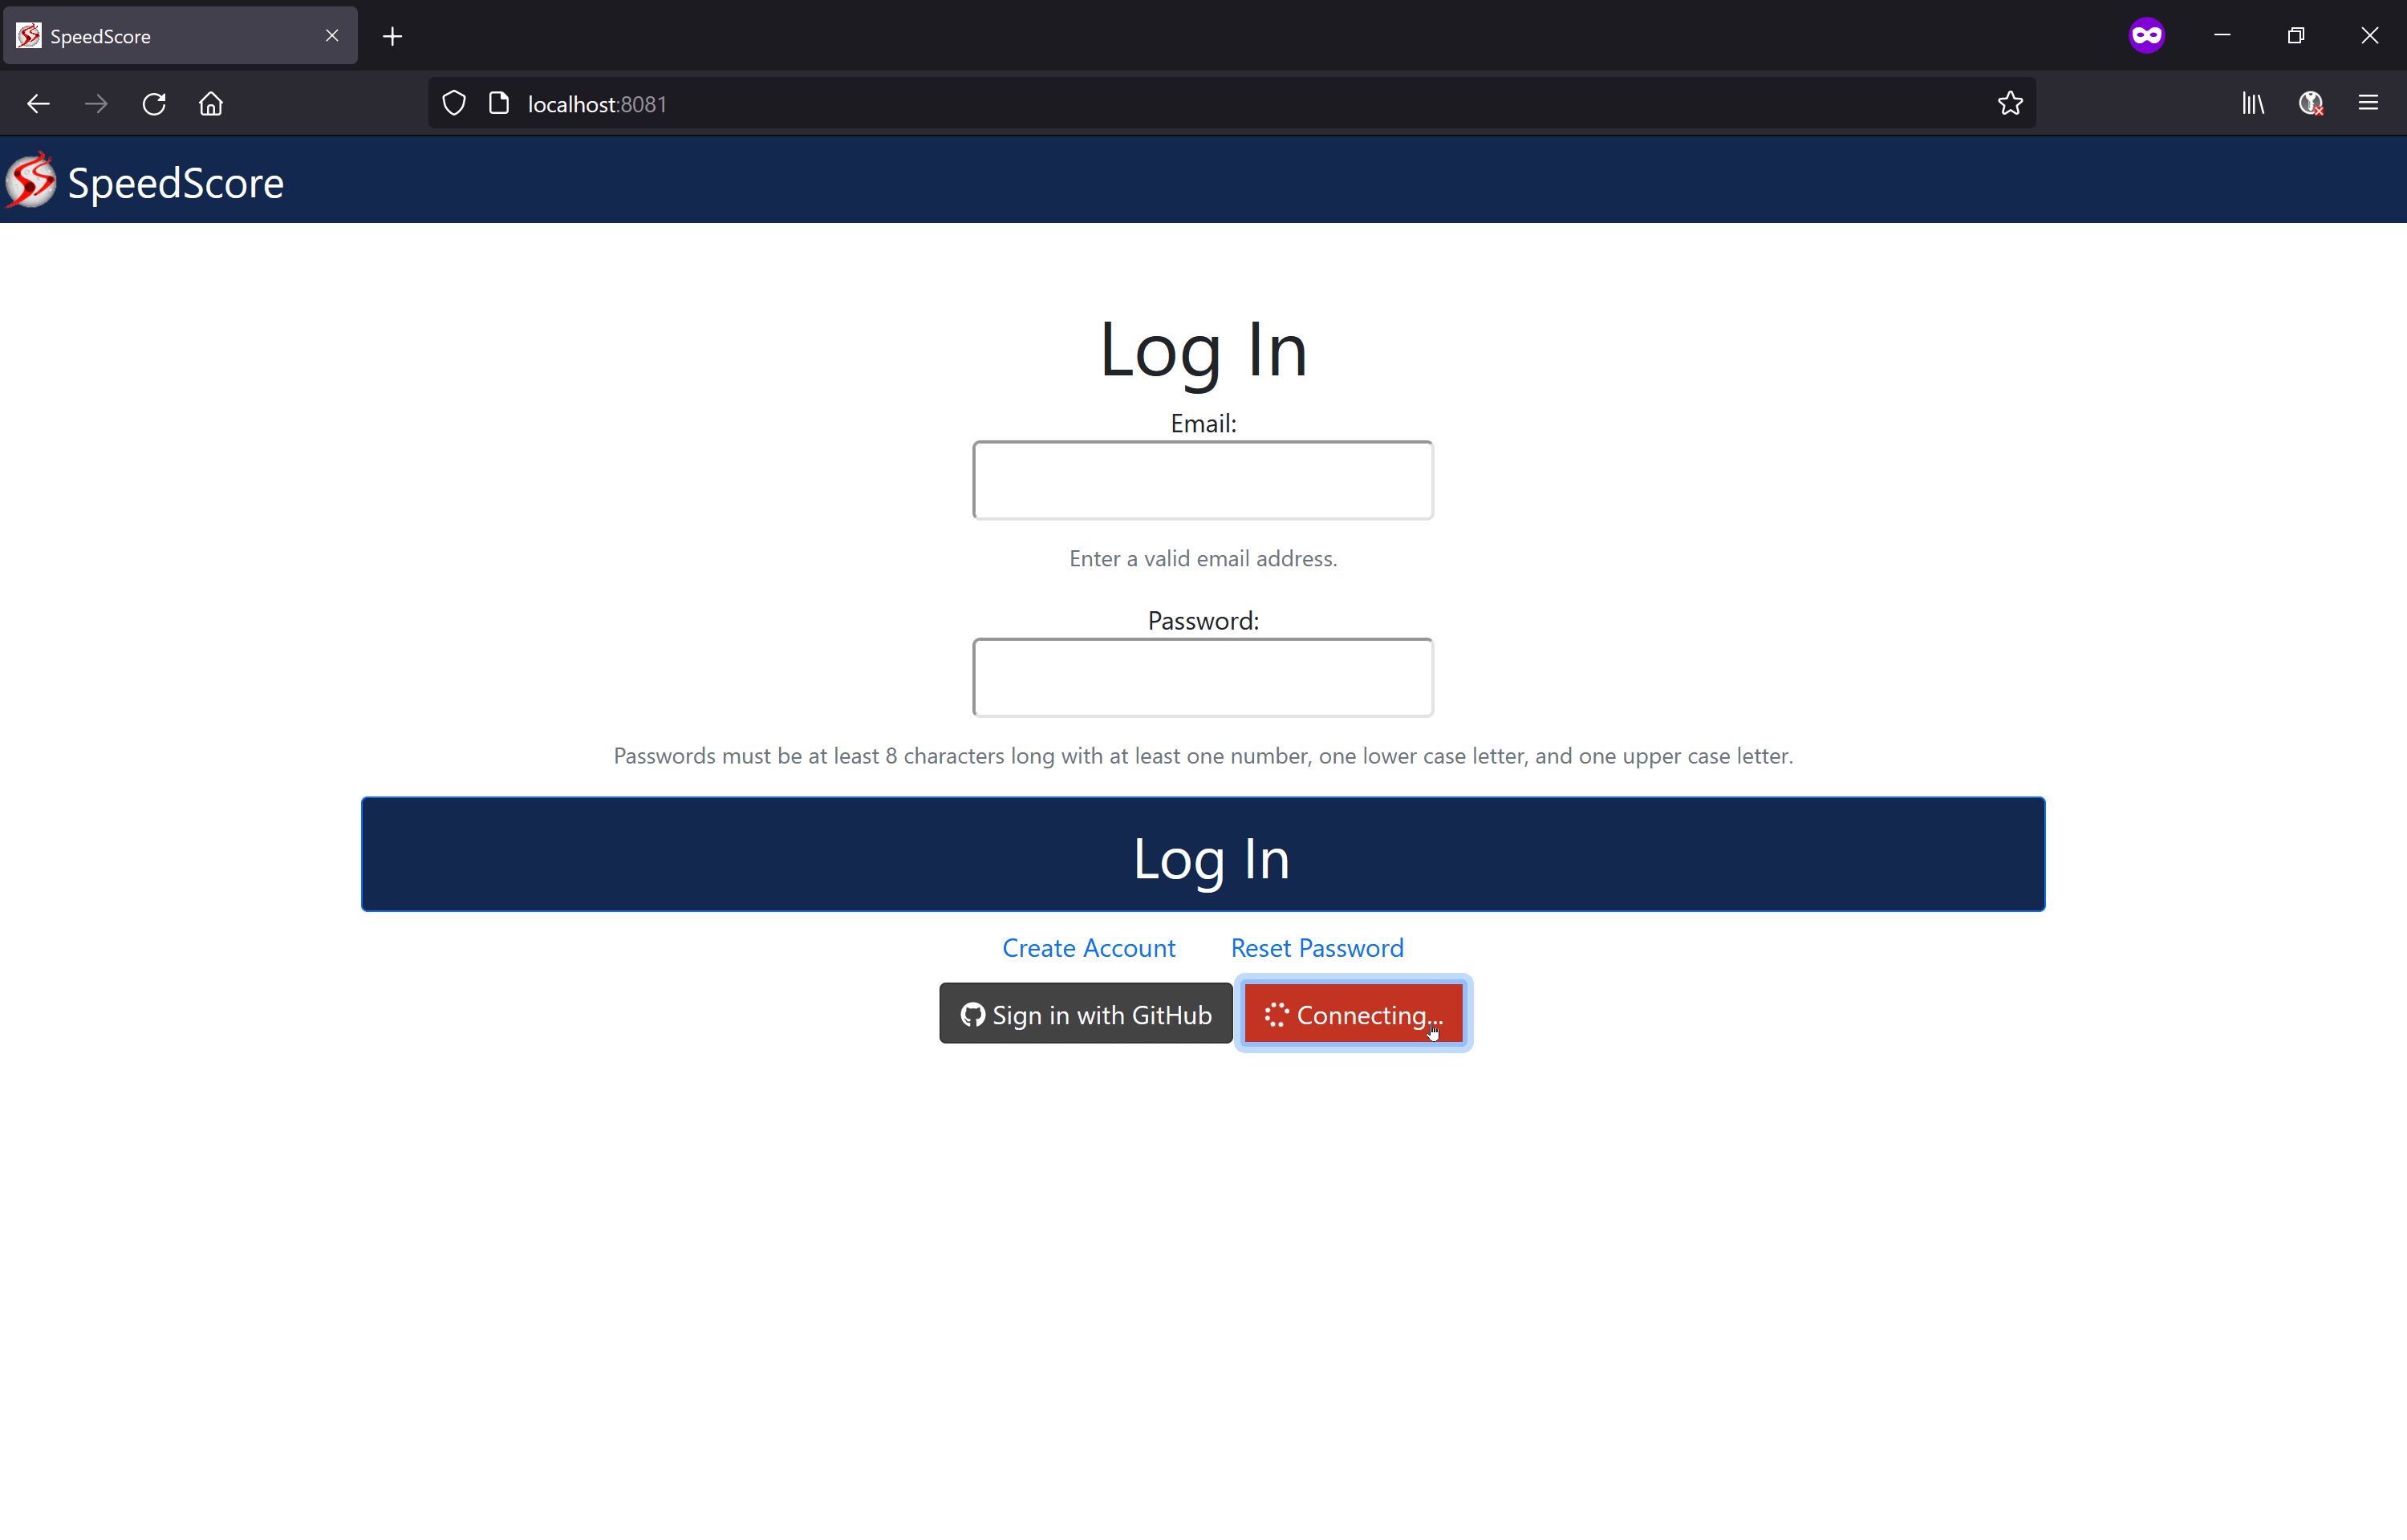 SpeedScore
localhost:8081
SpeedScore
Log In
Email:
Enter a valid email address.
Password:
Passwords must be at least 8 characters long with at least one number, one lower case letter, and one upper case letter.
Log In
Create Account Reset Password
Sign in with GitHub Connecting...